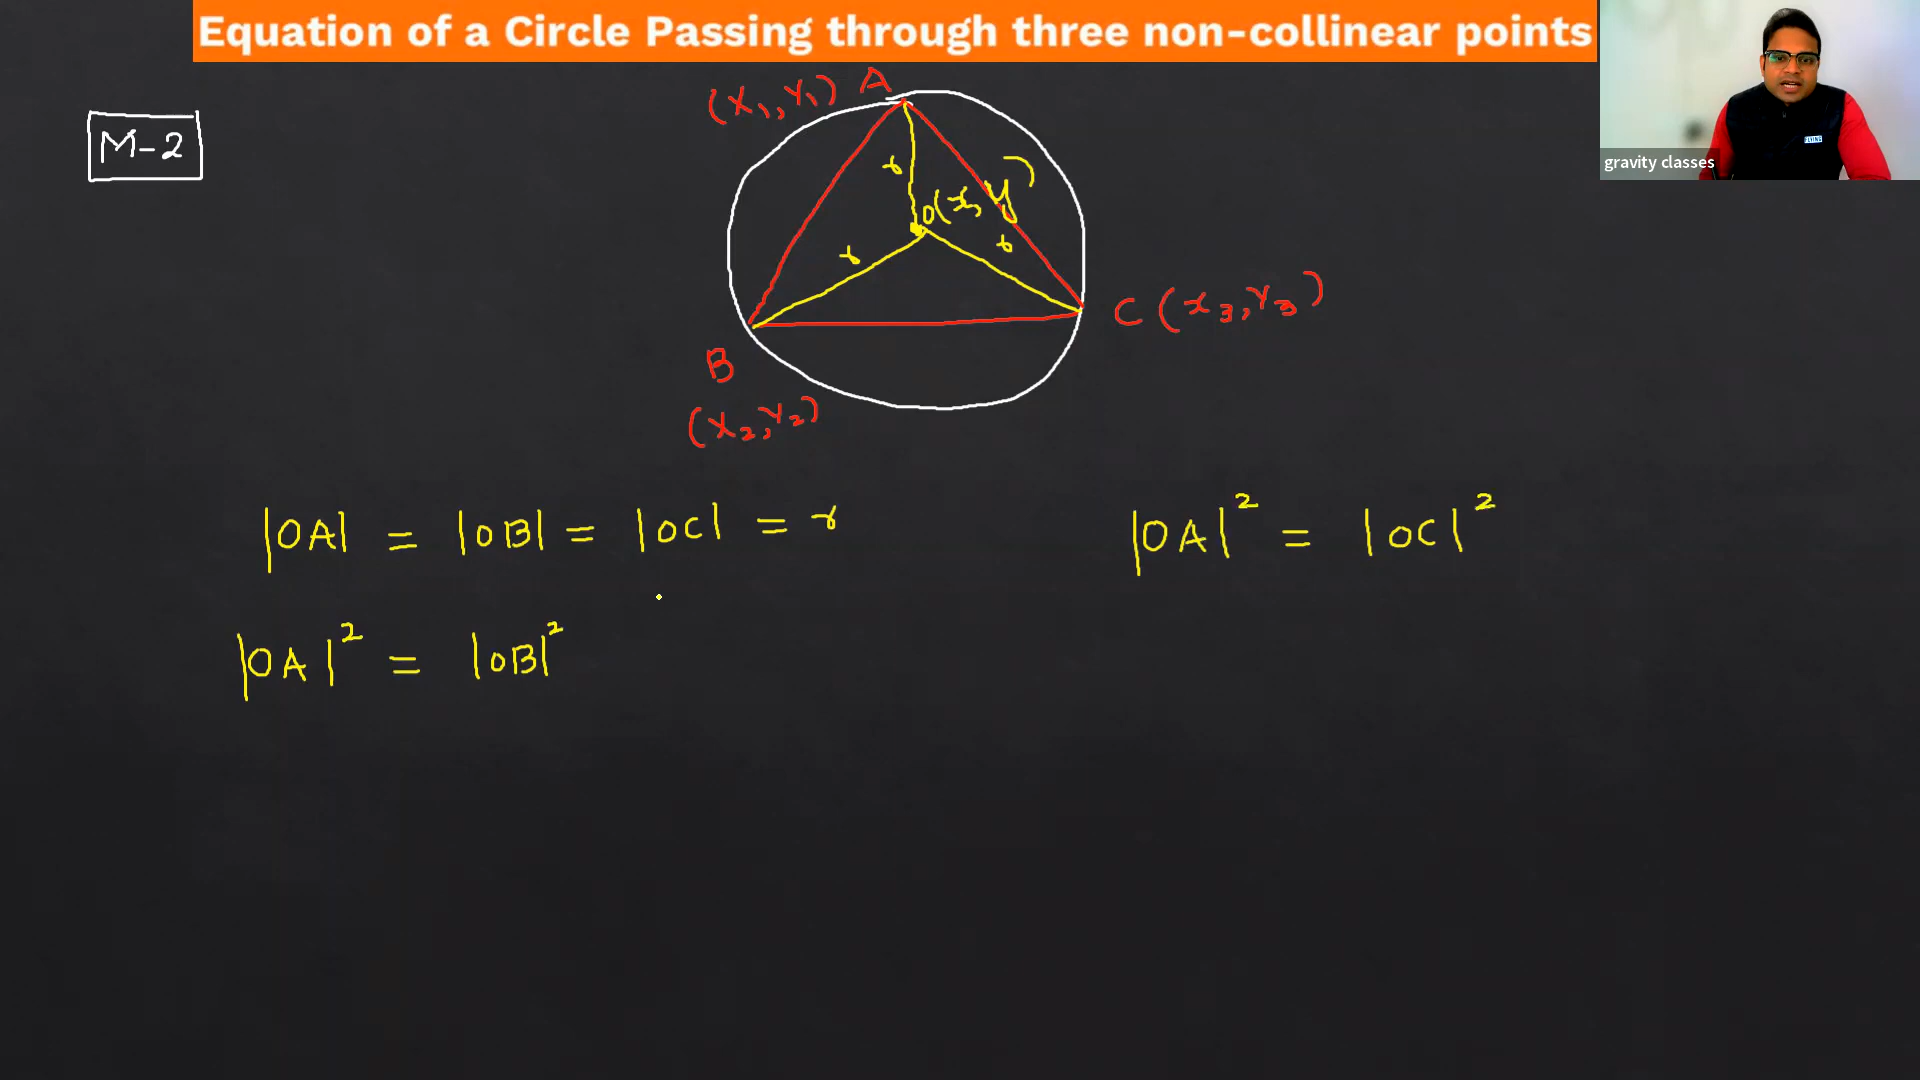 Equation of a Circle Passing through three non-collinear points
gravity classes
FLYING
M-2
(x₁, y₁) A
r
O(x, y)
r
r
C (x₃, y₃)
B
(x₂, y₂)
|OA| = |OB| = |OC| = r
|OA|² = |OC|²
|OA|² = |OB|²